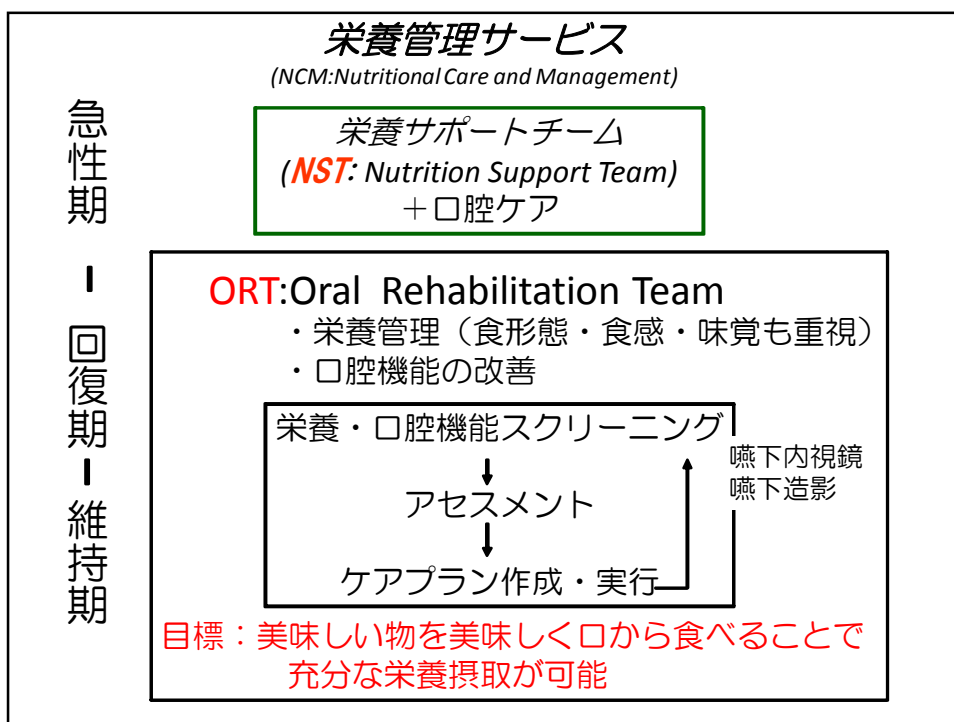 栄養管理サービス
(NCM:Nutritional Care and Management)
急性期
回復期
維持期
栄養サポートチーム
(NST: Nutrition Support Team)
＋口腔ケア
ORT:Oral Rehabilitation Team
・栄養管理（食形態・食感・味覚も重視）
・口腔機能の改善
栄養・口腔機能スクリーニング
アセスメント
ケアプラン作成・実行
嚥下内視鏡
嚥下造影
目標：美味しい物を美味しく口から食べることで
充分な栄養摂取が可能